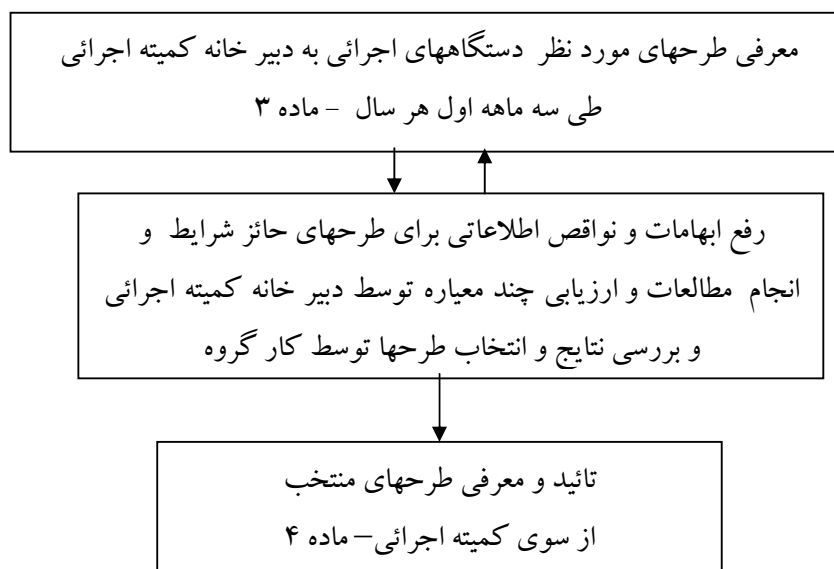 معرفی طرحهای مورد نظر دستگاههای اجرائی به دبیر خانه کمیته اجرائی
طی سه ماهه اول هر سال – ماده ۳
رفع ابهامات و نواقص اطلاعاتی برای طرحهای حائز شرایط و
انجام مطالعات و ارزیابی چند معیاره توسط دبیر خانه کمیته اجرائی
و بررسی نتایج و انتخاب طرحها توسط کار گروه
تائید و معرفی طرحهای منتخب
از سوی کمیته اجرائی– ماده ۴